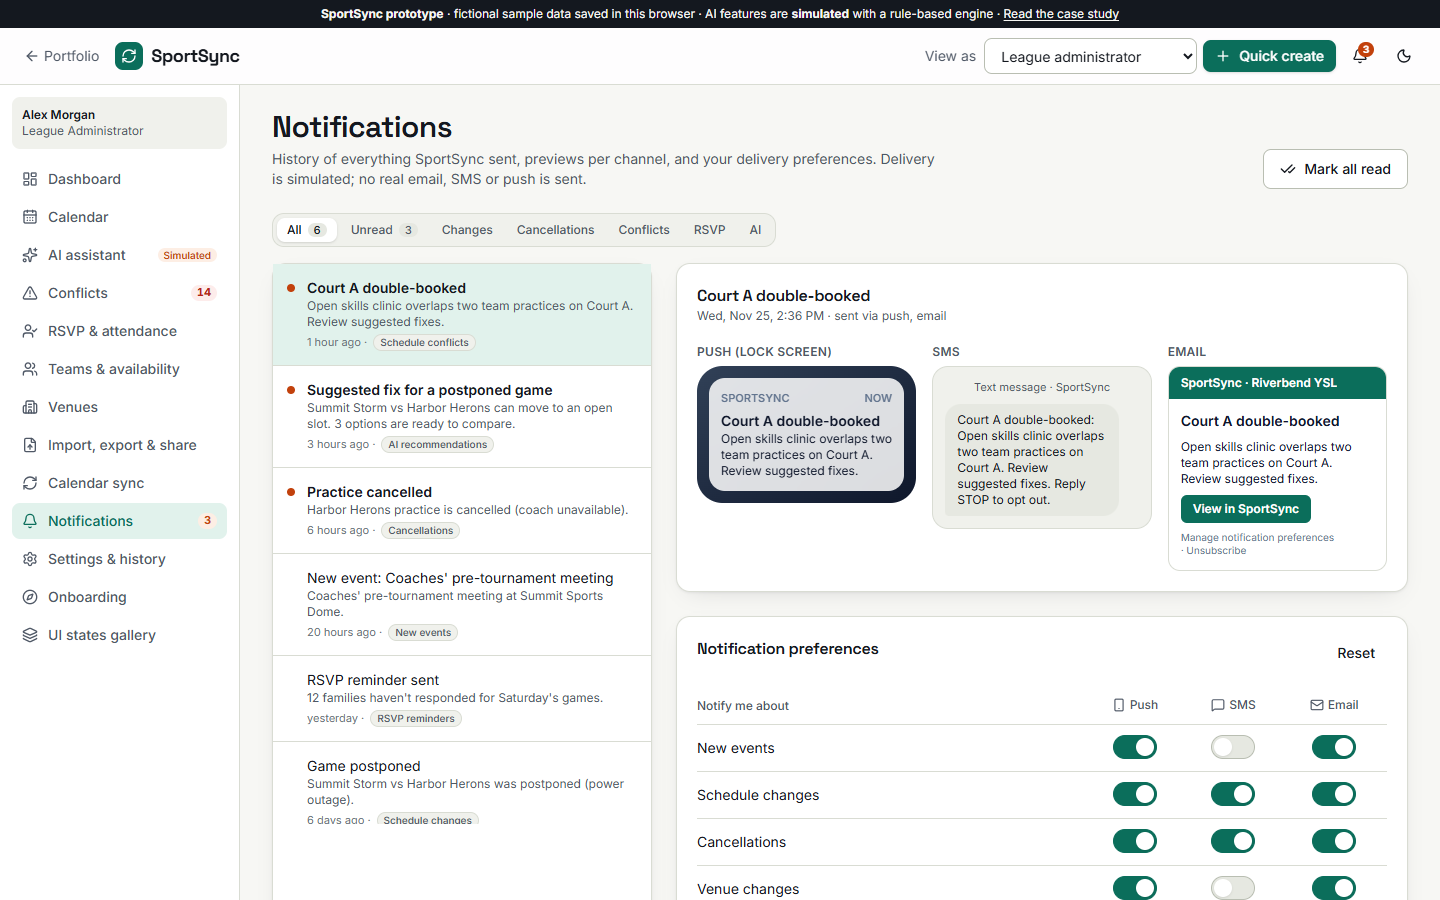 SportSync prototype · fictional sample data saved in this browser · AI features are simulated with a rule-based engine · Read the case study
Portfolio
SportSync
View as
League administrator
Quick create
3
Alex Morgan
League Administrator
Dashboard
Calendar
AI assistant
Simulated
Conflicts
14
RSVP & attendance
Teams & availability
Venues
Import, export & share
Calendar sync
Notifications
3
Settings & history
Onboarding
UI states gallery
Notifications
History of everything SportSync sent, previews per channel, and your delivery preferences. Delivery
is simulated; no real email, SMS or push is sent.
Mark all read
All 6
Unread 3
Changes
Cancellations
Conflicts
RSVP
AI
Court A double-booked
Open skills clinic overlaps two team practices on Court A.
Review suggested fixes.
1 hour ago · Schedule conflicts
Suggested fix for a postponed game
Summit Storm vs Harbor Herons can move to an open
slot. 3 options are ready to compare.
3 hours ago · AI recommendations
Practice cancelled
Harbor Herons practice is cancelled (coach unavailable).
6 hours ago · Cancellations
New event: Coaches' pre-tournament meeting
Coaches' pre-tournament meeting at Summit Sports
Dome.
20 hours ago · New events
RSVP reminder sent
12 families haven't responded for Saturday's games.
yesterday · RSVP reminders
Game postponed
Summit Storm vs Harbor Herons was postponed (power
outage).
6 days ago · Schedule changes
Court A double-booked
Wed, Nov 25, 2:36 PM · sent via push, email
PUSH (LOCK SCREEN)
SPORTSYNC NOW
Court A double-booked
Open skills clinic overlaps two
team practices on Court A.
Review suggested fixes.
SMS
Text message · SportSync
Court A double-booked:
Open skills clinic overlaps
two team practices on
Court A. Review
suggested fixes. Reply
STOP to opt out.
EMAIL
SportSync · Riverbend YSL
Court A double-booked
Open skills clinic overlaps two
team practices on Court A.
Review suggested fixes.
View in SportSync
Manage notification preferences
· Unsubscribe
Notification preferences
Reset
Notify me about
Push
SMS
Email
New events
Schedule changes
Cancellations
Venue changes